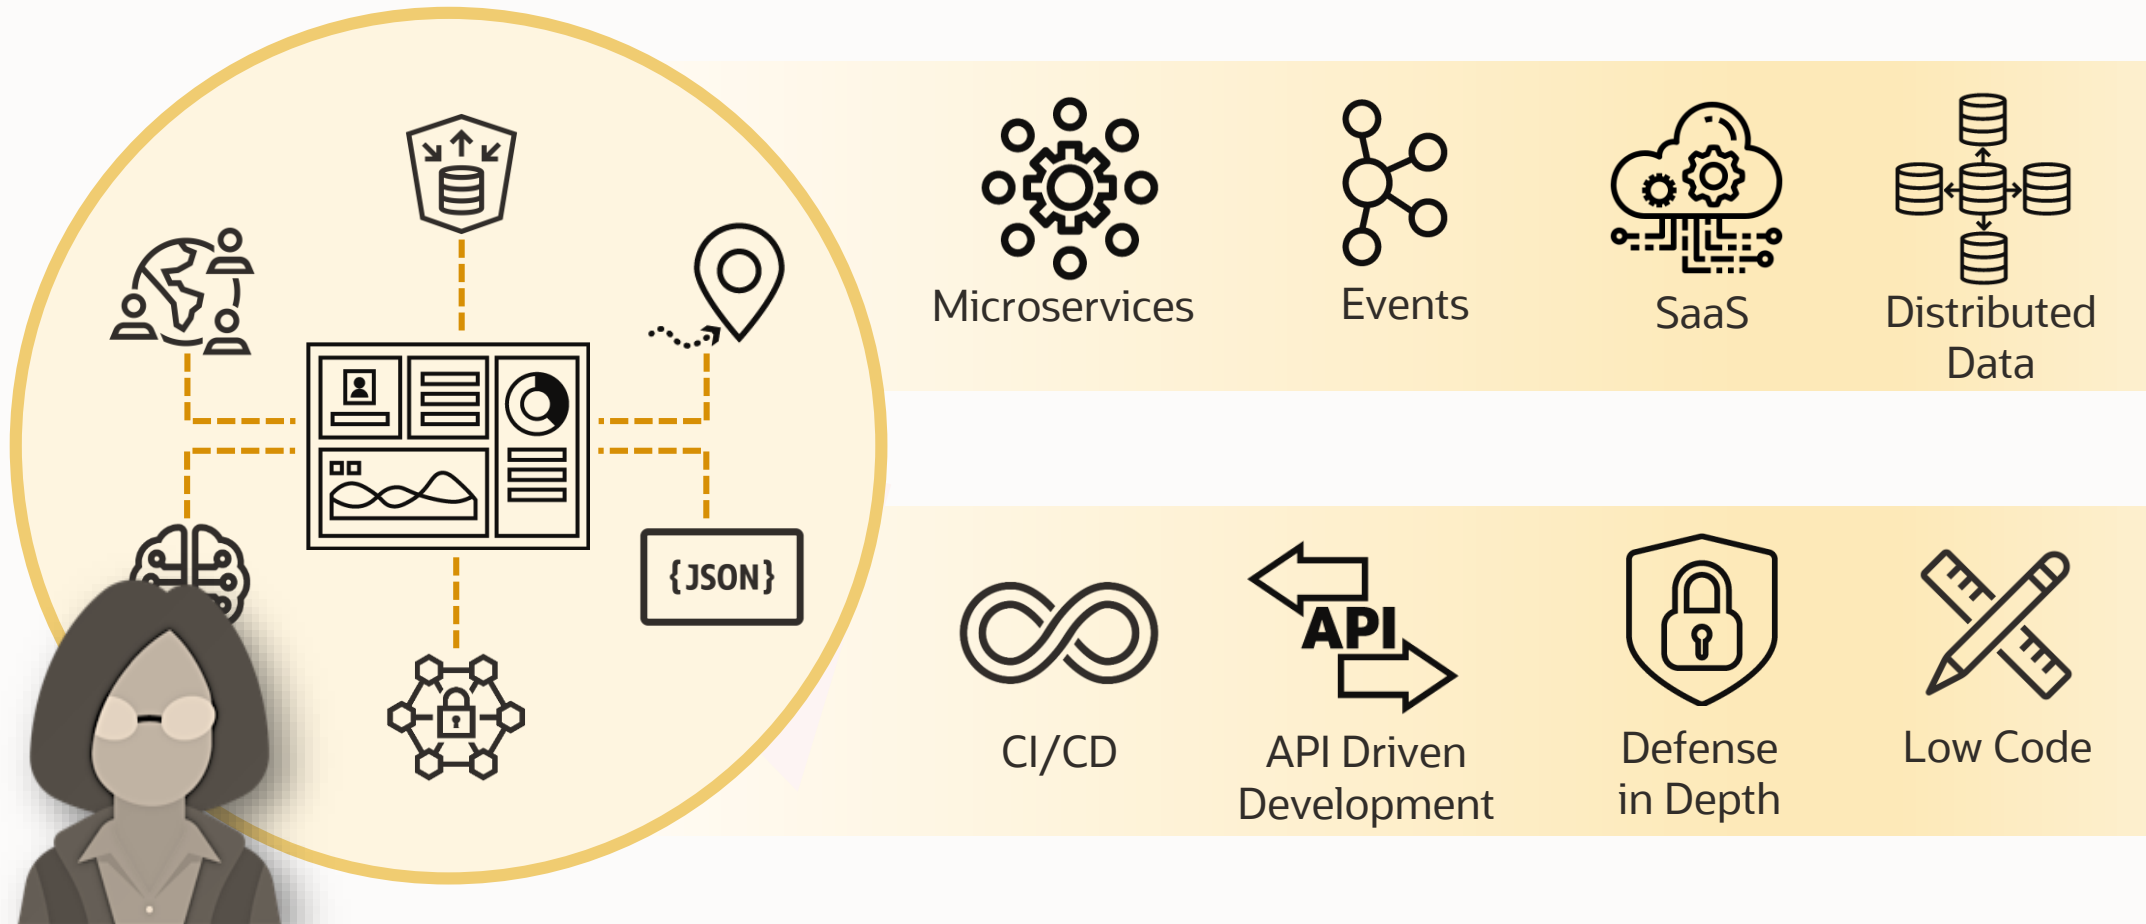 Microservices
Events
SaaS
Distributed
Data
{JSON}
CI/CD
API
API Driven
Development
Defense
in Depth
Low Code